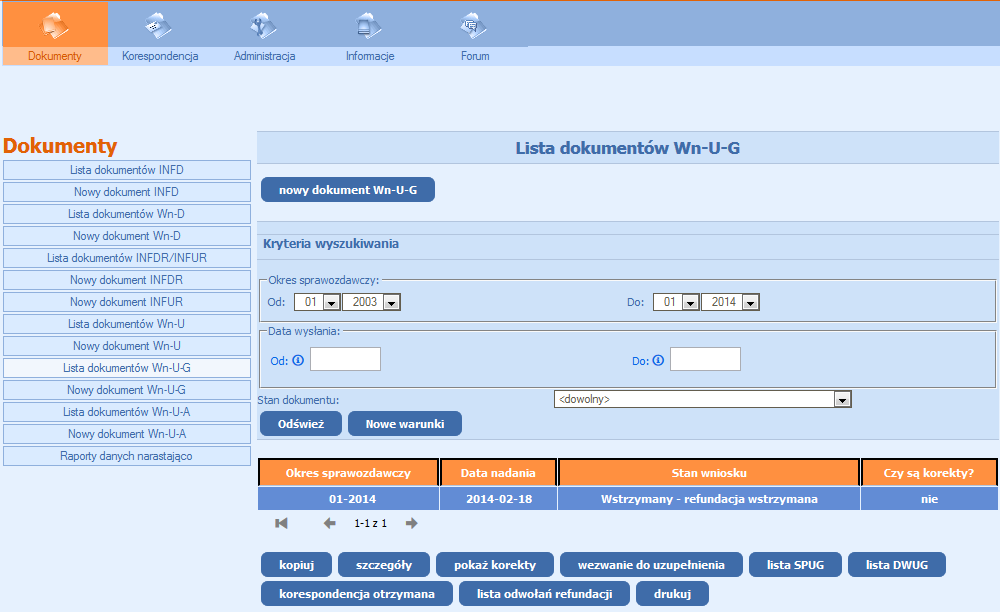 Dokumenty Korespondencja Administracja Informacje Forum
Dokumenty
Lista dokumentów INFD
Nowy dokument INFD
Lista dokumentów Wn-D
Nowy dokument Wn-D
Lista dokumentów INFDR/INFUR
Nowy dokument INFDR
Nowy dokument INFUR
Lista dokumentów Wn-U
Nowy dokument Wn-U
Lista dokumentów Wn-U-G
Nowy dokument Wn-U-G
Lista dokumentów Wn-U-A
Nowy dokument Wn-U-A
Raporty danych narastająco
Lista dokumentów Wn-U-G
nowy dokument Wn-U-G
Kryteria wyszukiwania
Okres sprawozdawczy:
Od: 01 2003 Do: 01 2014
Data wysłania:
Od: Do:
Stan dokumentu: <dowolny>
Odśwież Nowe warunki
Okres sprawozdawczy Data nadania Stan wniosku Czy są korekty?
01-2014 2014-02-18 Wstrzymany - refundacja wstrzymana nie
1-1 z 1
kopiuj szczegóły pokaż korekty wezwanie do uzupełnienia lista SPUG lista DWUG
korespondencja otrzymana lista odwołań refundacji drukuj